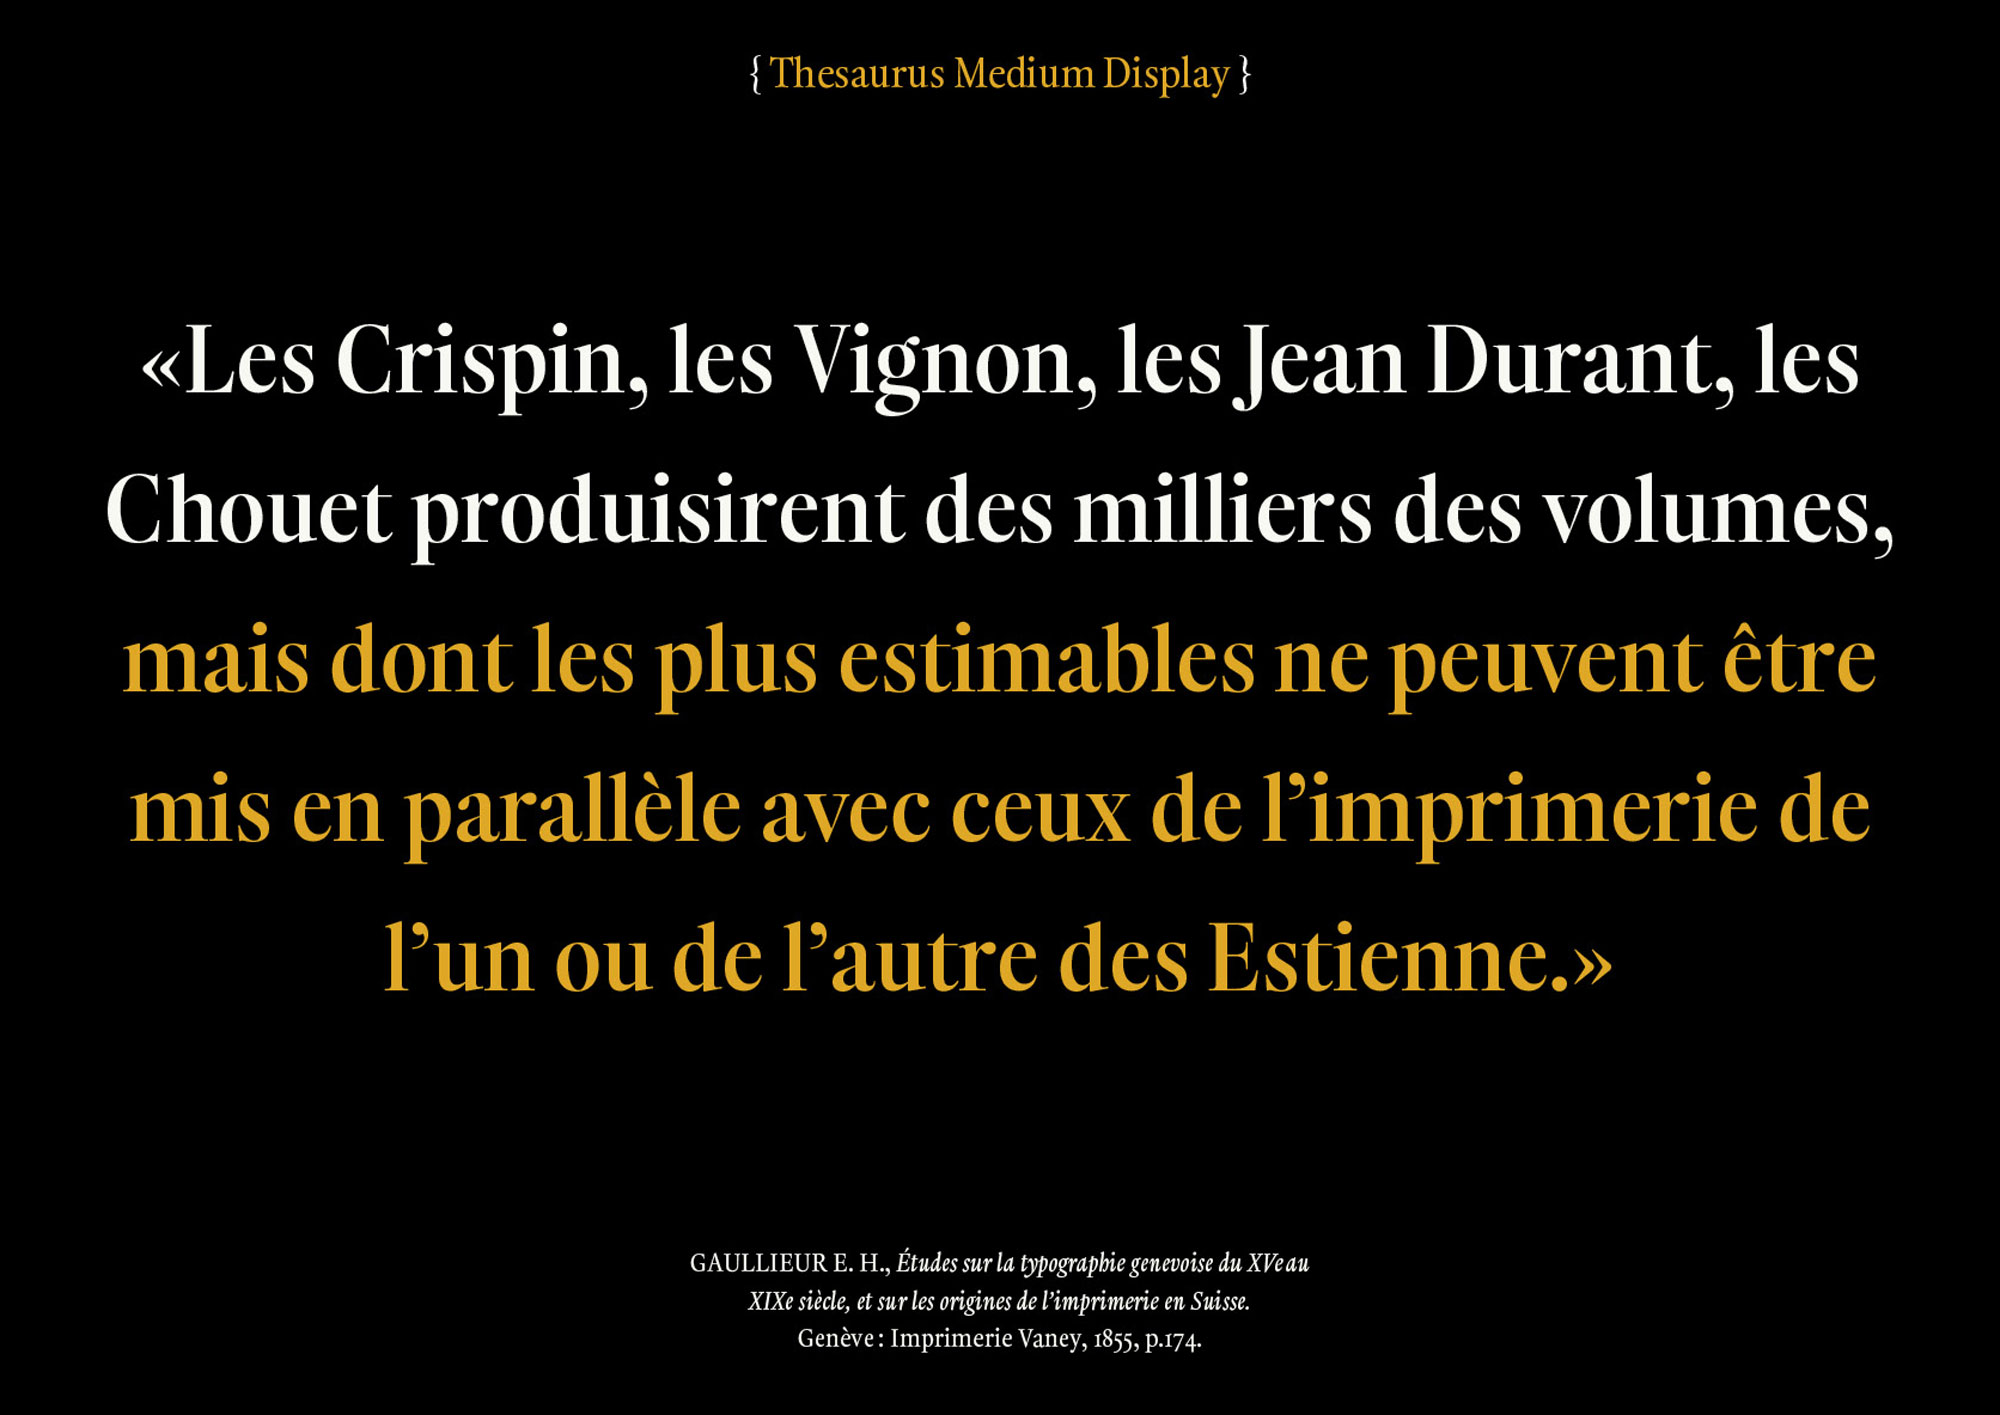 { Thesaurus Medium Display }
«Les Crispin, les Vignon, les Jean Durant, les
Chouet produisirent des milliers des volumes,
mais dont les plus estimables ne peuvent être
mis en parallèle avec ceux de l’imprimerie de
l’un ou de l’autre des Estienne.»
GAULLIEUR E. H., Études sur la typographie genevoise du XVe au
XIXe siècle, et sur les origines de l’imprimerie en Suisse.
Genève : Imprimerie Vaney, 1855, p.174.